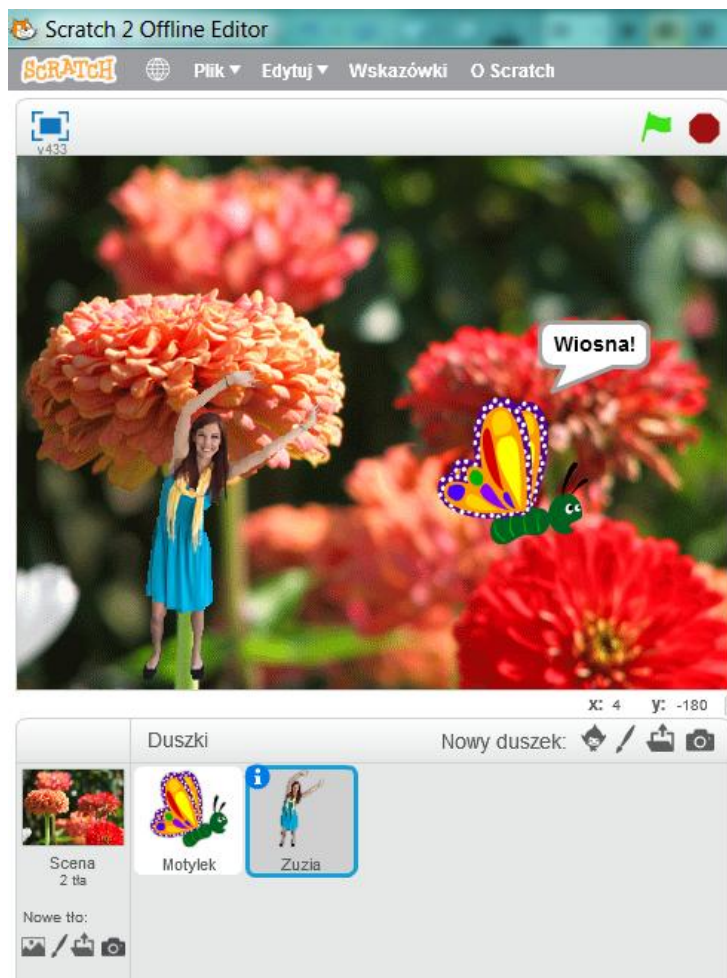 Scratch 2 Offline Editor
SCRATCH Plik Edytuj Wskazówki O Scratch
v433
Wiosna!
x: 4 y: -180
Duszki Nowy duszek:
Motylek Zuzia
Scena
2 tła
Nowe tło: